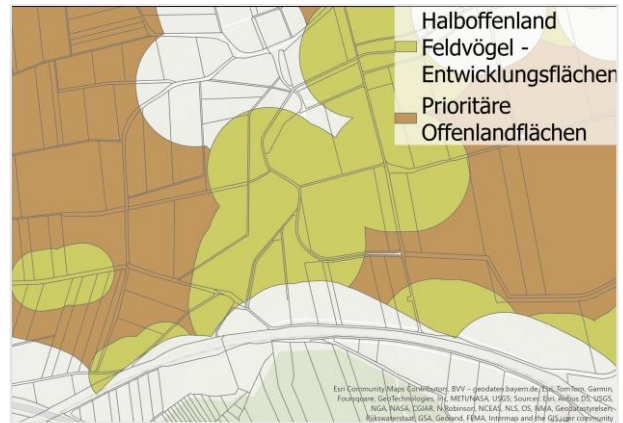 Halboffenland
Feldvögel -
Entwicklungsflächen
Prioritäre
Offenlandflächen
Esri Community Maps Contributors, BVV – geodaten.bayern.de, Esri, TomTom, Garmin,
Foursquare, GeoTechnologies, Inc, METI/NASA, USGS; Sources: Esri, Airbus DS, USGS,
NGA, NASA, CGIAR, N Robinson, NCEAS, NLS, OS, NMA, Geodatastyrelsen,
Rijkswaterstaat, GSA, Geoland, FEMA, Intermap and the GIS user community